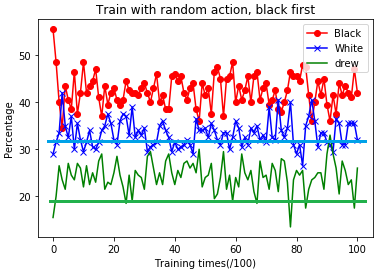 Train with random action, black first
Black
White
drew
Percentage
50
40
30
20
0
20
40
60
80
100
Training times(/100)